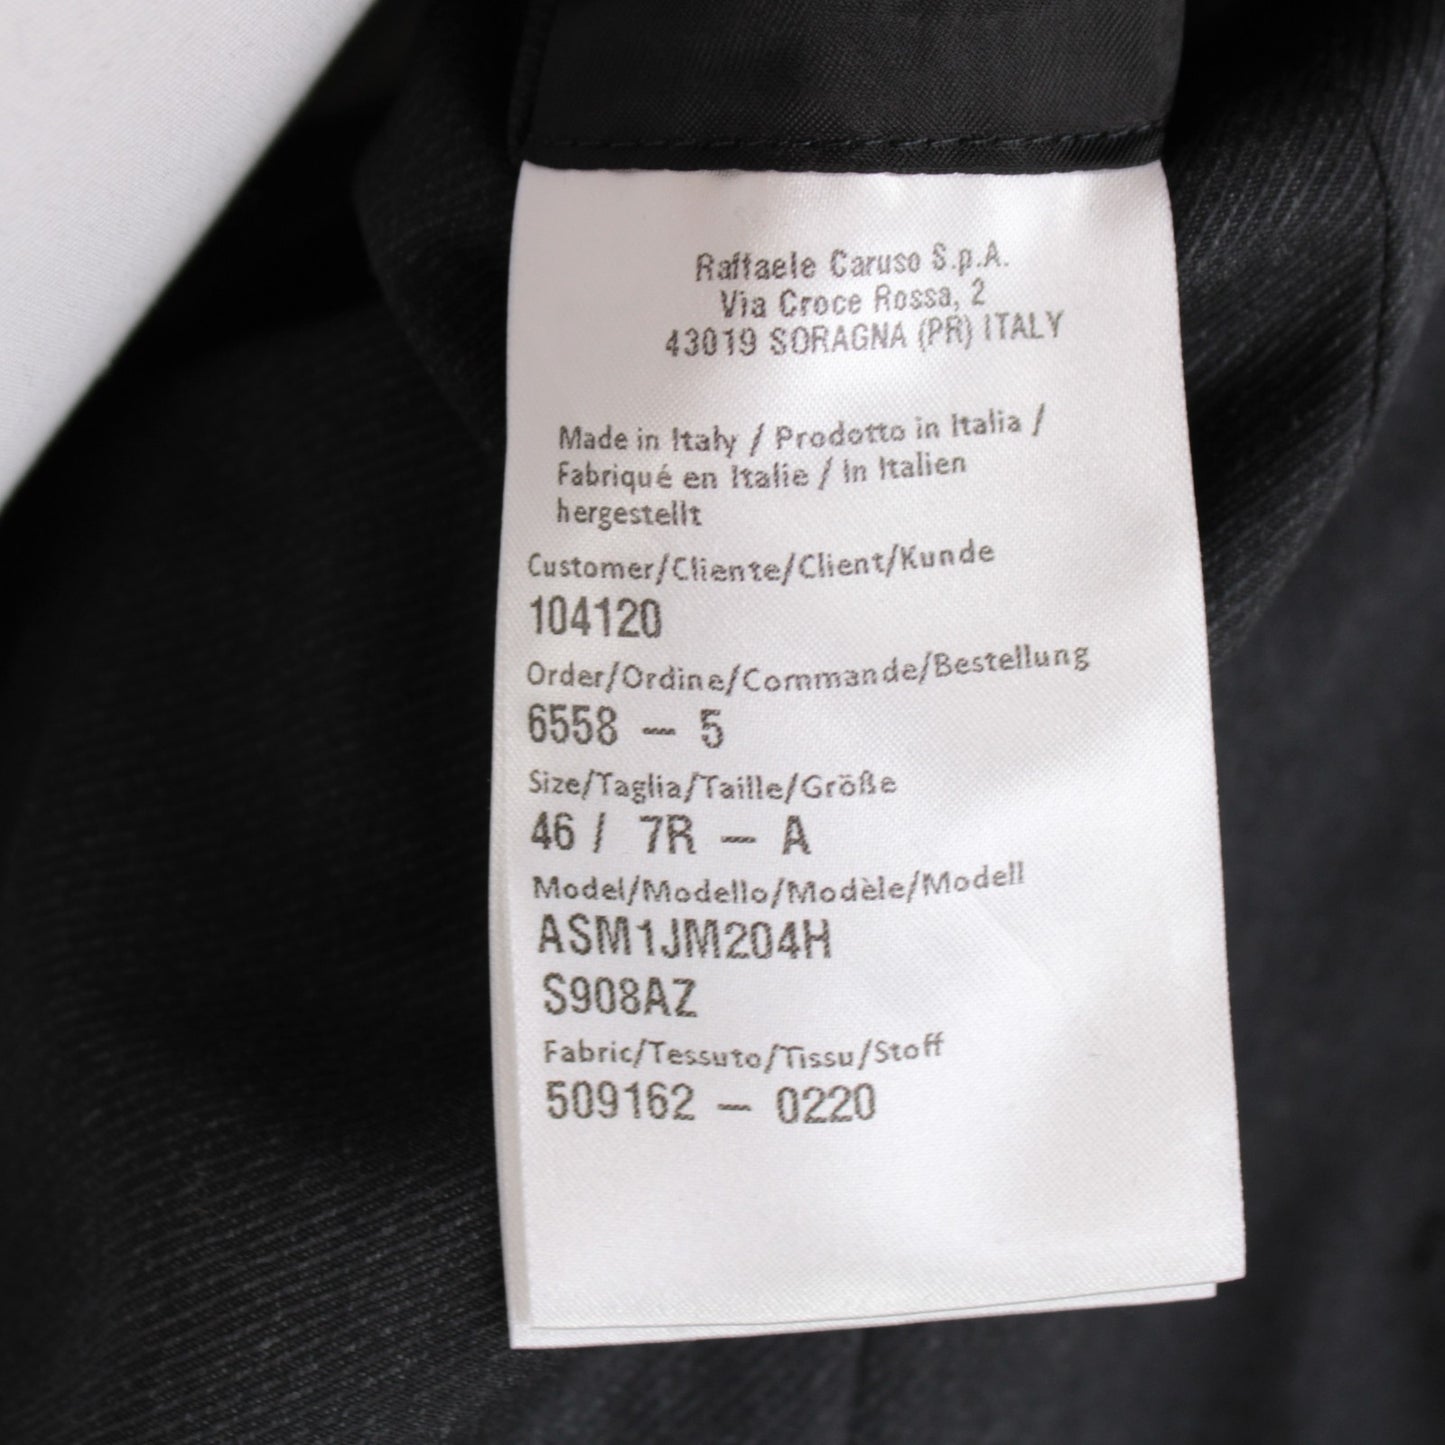 Raffaele Caruso S.p.A.
Via Croce Rossa, 2
43019 SORAGNA (PR) ITALY
Made in Italy / Prodotto in Italia /
Fabriqué en Italie / In Italien
hergestellt
Customer/Cliente/Client/Kunde
104120
Order/Ordine/Commande/Bestellung
6558 – 5
Size/Taglia/Taille/Größe
46 / 7R – A
Model/Modello/Modèle/Modell
ASM1JM204H
S908AZ
Fabric/Tessuto/Tissu/Stoff
509162 – 0220